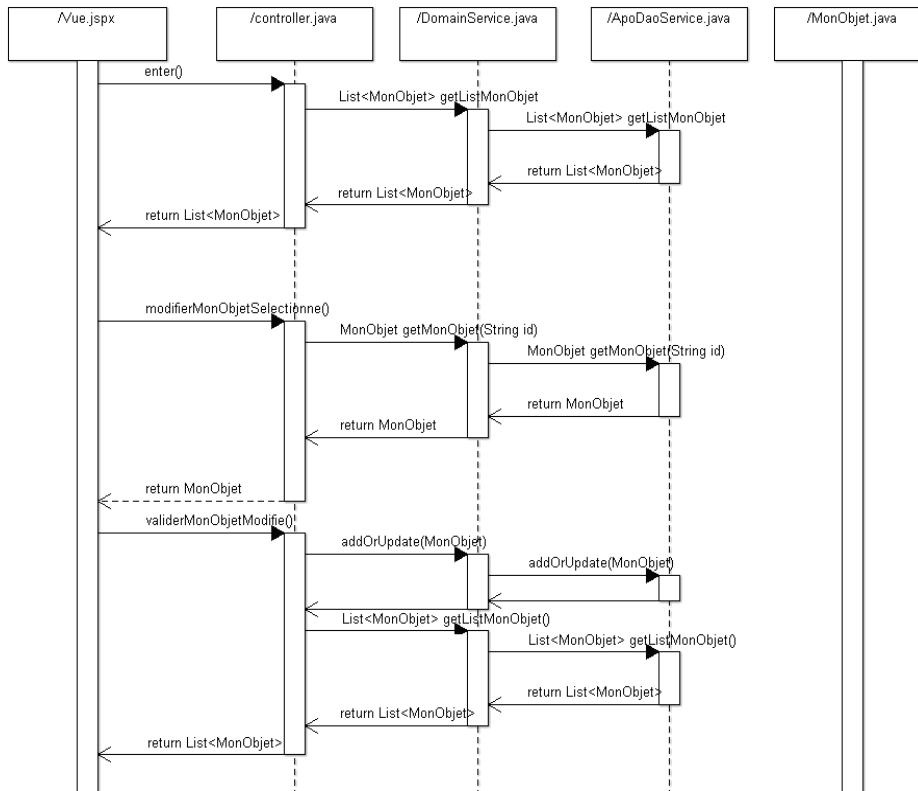 /Vue.jspx
/controller.java
/DomainService.java
/ApoDaoService.java
/MonObjet.java
enter()
List<MonObjet> getListMonObjet
List<MonObjet> getListMonObjet
return List<MonObjet>
return List<MonObjet>
return List<MonObjet>
modifierMonObjetSelectionne()
MonObjet getMonObjet(String id)
MonObjet getMonObjet(String id)
return MonObjet
return MonObjet
return MonObjet
validerMonObjetModifie()
addOrUpdate(MonObjet)
addOrUpdate(MonObjet)
List<MonObjet> getListMonObjet()
List<MonObjet> getListMonObjet()
return List<MonObjet>
return List<MonObjet>
return List<MonObjet>